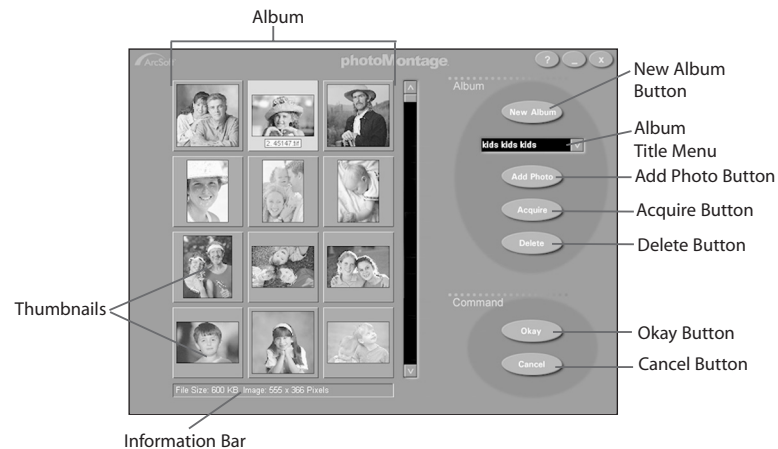 Album
ArcSoft
photoMontage
? _ x
Album
New Album
kids kids kids
Add Photo
Acquire
Delete
2_45147.tif
Command
Okay
Cancel
File Size: 600 KB Image: 555 x 366 Pixels
New Album
Button
Album
Title Menu
Add Photo Button
Acquire Button
Delete Button
Thumbnails
Okay Button
Cancel Button
Information Bar